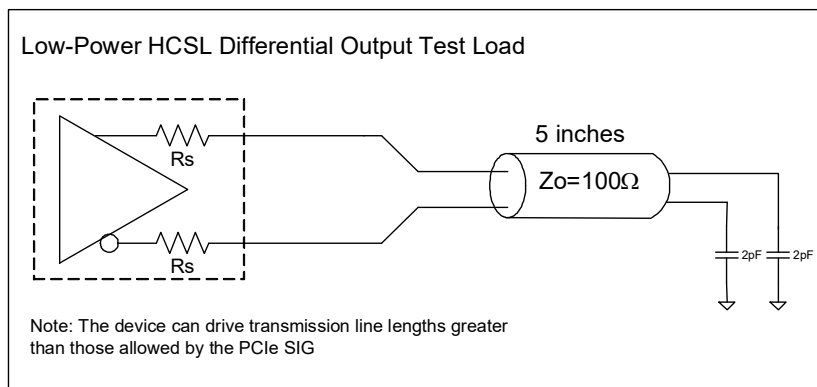 Low-Power HCSL Differential Output Test Load
Rs
Rs
5 inches
Zo=100Ω
2pF
2pF
Note: The device can drive transmission line lengths greater
than those allowed by the PCIe SIG